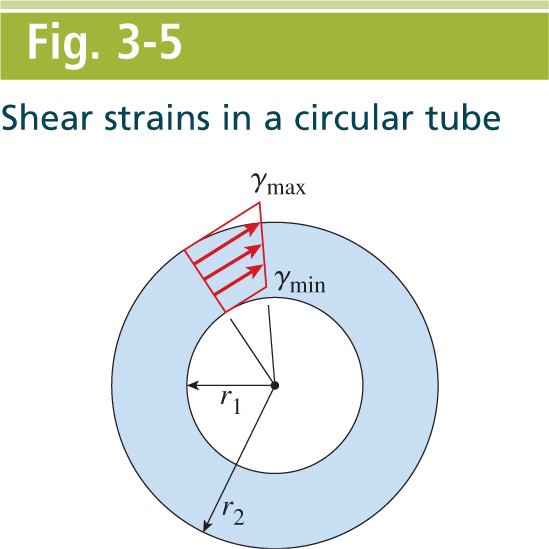 Fig. 3-5
Shear strains in a circular tube
γmax
γmin
r1
r2